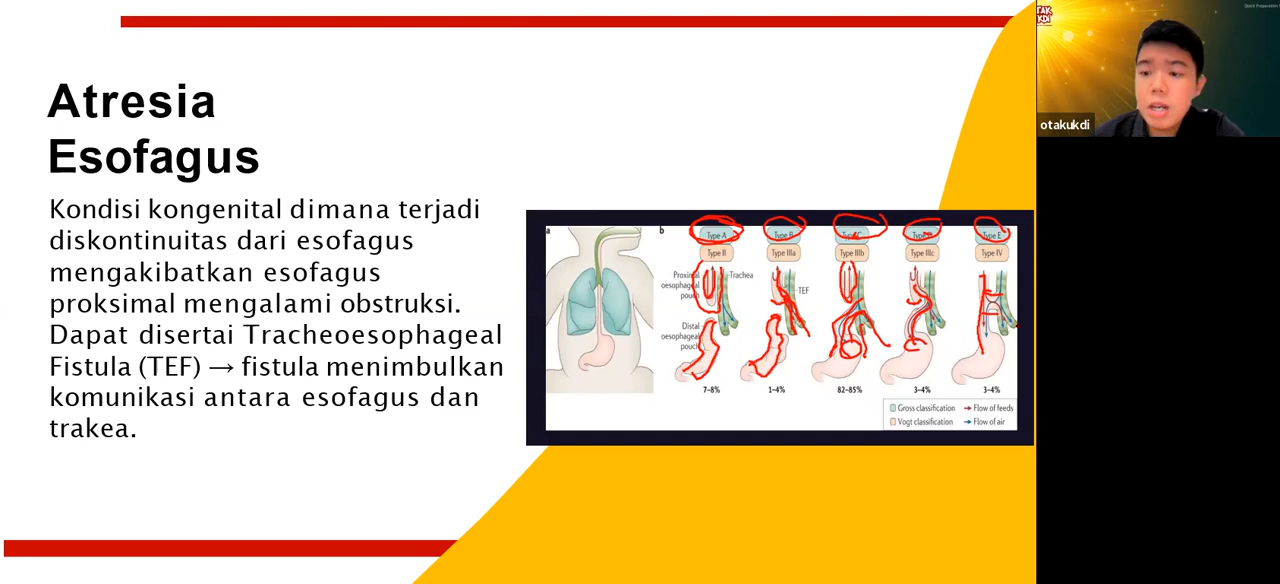 Atresia
Esofagus
Kondisi kongenital dimana terjadi
diskontinuitas dari esofagus
mengakibatkan esofagus
proksimal mengalami obstruksi.
Dapat disertai Tracheoesophageal
Fistula (TEF) → fistula menimbulkan
komunikasi antara esofagus dan
trakea.
a
b
Type A
Type E
Type II
Type IIIa
Type IIIb
Type IIIc
Type IV
Proximal
oesophageal
pouch
Trachea
TEF
Distal
oesophageal
pouch
7–8%
1–4%
82–85%
3–4%
3–4%
Gross classification
Flow of feeds
Vogt classification
Flow of air
otakukdi